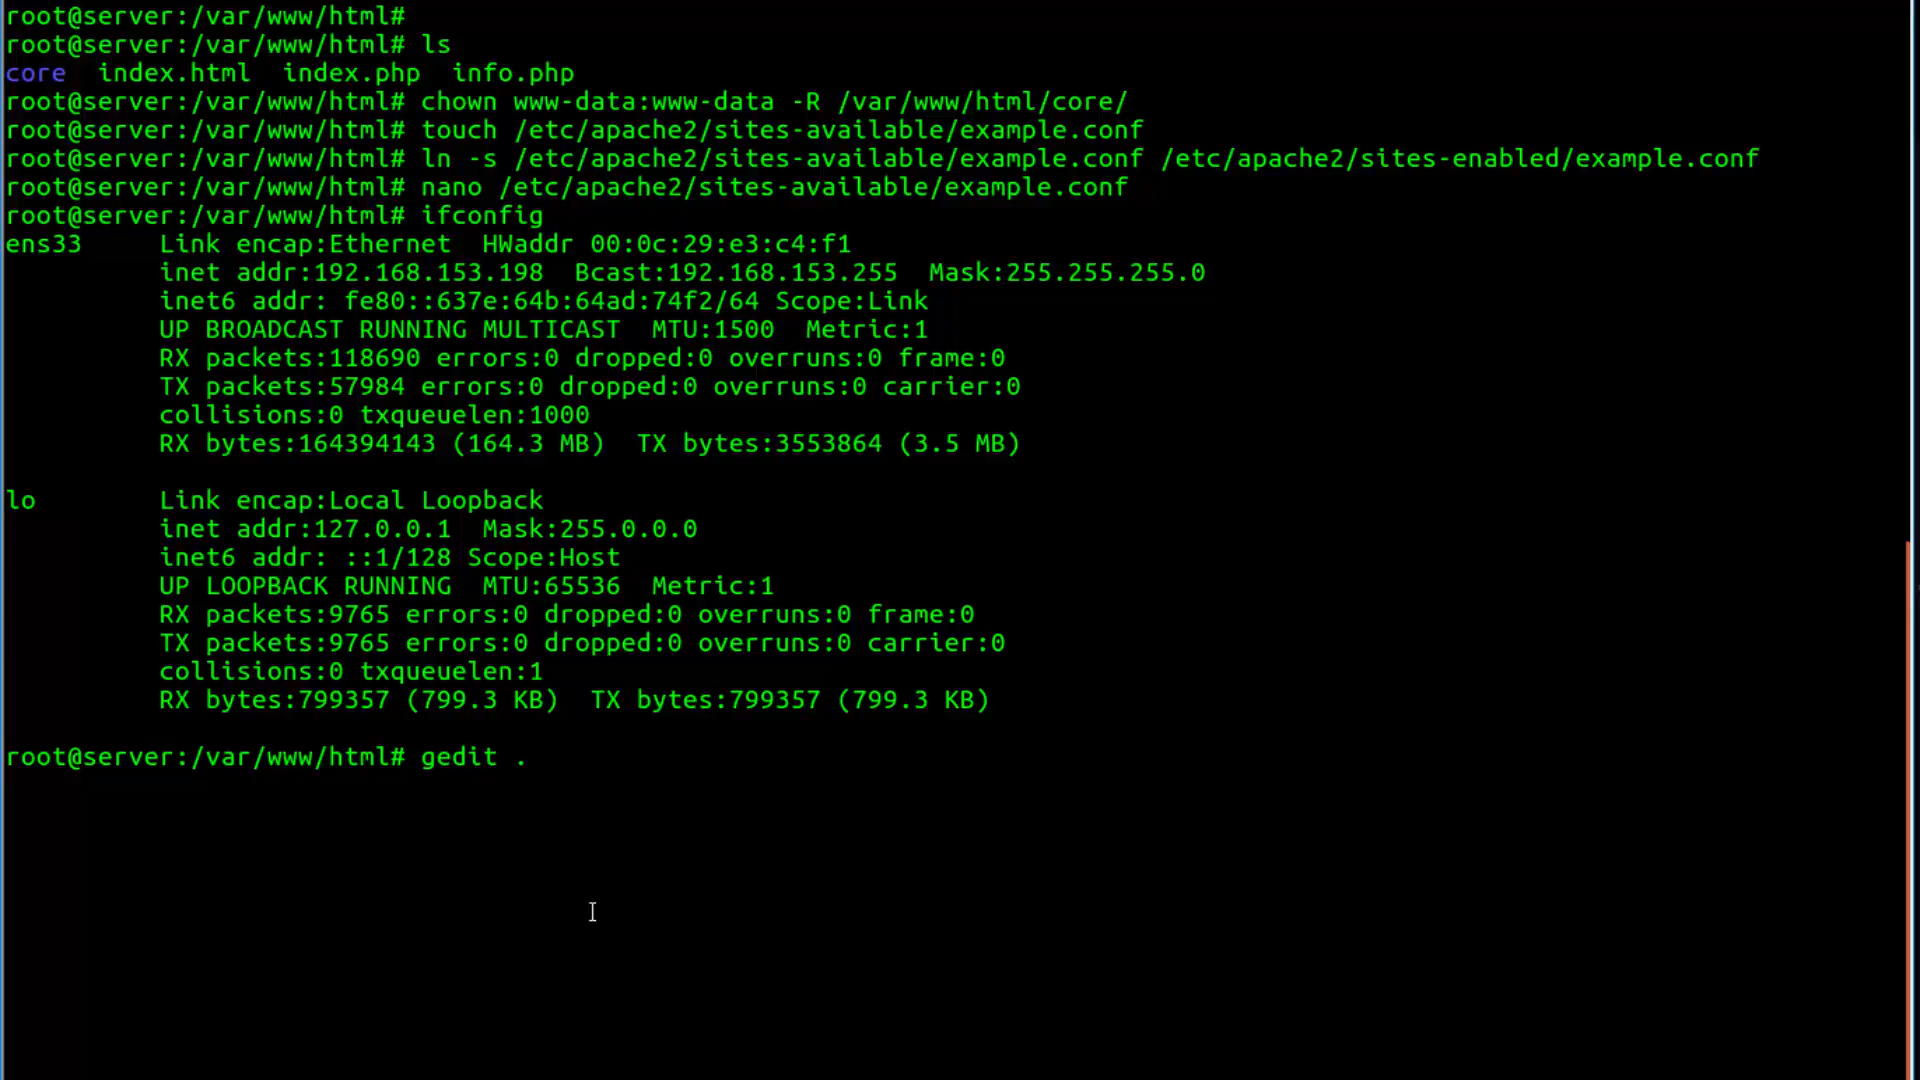 root@server:/var/www/html#
root@server:/var/www/html# ls
core  index.html  index.php  info.php
root@server:/var/www/html# chown www-data:www-data -R /var/www/html/core/
root@server:/var/www/html# touch /etc/apache2/sites-available/example.conf
root@server:/var/www/html# ln -s /etc/apache2/sites-available/example.conf /etc/apache2/sites-enabled/example.conf
root@server:/var/www/html# nano /etc/apache2/sites-available/example.conf
root@server:/var/www/html# ifconfig
ens33     Link encap:Ethernet  HWaddr 00:0c:29:e3:c4:f1
          inet addr:192.168.153.198  Bcast:192.168.153.255  Mask:255.255.255.0
          inet6 addr: fe80::637e:64b:64ad:74f2/64 Scope:Link
          UP BROADCAST RUNNING MULTICAST  MTU:1500  Metric:1
          RX packets:118690 errors:0 dropped:0 overruns:0 frame:0
          TX packets:57984 errors:0 dropped:0 overruns:0 carrier:0
          collisions:0 txqueuelen:1000
          RX bytes:164394143 (164.3 MB)  TX bytes:3553864 (3.5 MB)

lo        Link encap:Local Loopback
          inet addr:127.0.0.1  Mask:255.0.0.0
          inet6 addr: ::1/128 Scope:Host
          UP LOOPBACK RUNNING  MTU:65536  Metric:1
          RX packets:9765 errors:0 dropped:0 overruns:0 frame:0
          TX packets:9765 errors:0 dropped:0 overruns:0 carrier:0
          collisions:0 txqueuelen:1
          RX bytes:799357 (799.3 KB)  TX bytes:799357 (799.3 KB)

root@server:/var/www/html# gedit .